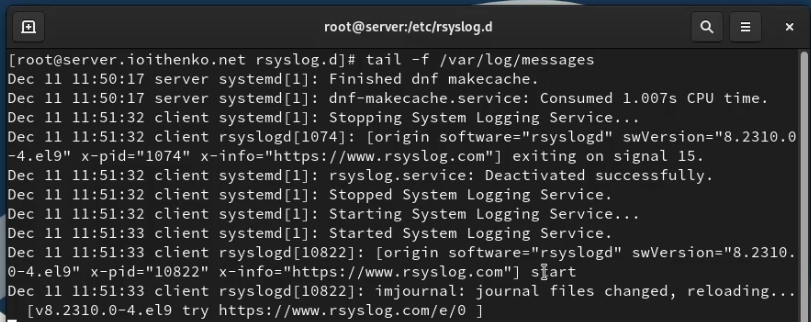 root@server:/etc/rsyslog.d
[root@server.ioithenko.net rsyslog.d]# tail -f /var/log/messages
Dec 11 11:50:17 server systemd[1]: Finished dnf makecache.
Dec 11 11:50:17 server systemd[1]: dnf-makecache.service: Consumed 1.007s CPU time.
Dec 11 11:51:32 client systemd[1]: Stopping System Logging Service...
Dec 11 11:51:32 client rsyslogd[1074]: [origin software="rsyslogd" swVersion="8.2310.0
-4.el9" x-pid="1074" x-info="https://www.rsyslog.com"] exiting on signal 15.
Dec 11 11:51:32 client systemd[1]: rsyslog.service: Deactivated successfully.
Dec 11 11:51:32 client systemd[1]: Stopped System Logging Service.
Dec 11 11:51:32 client systemd[1]: Starting System Logging Service...
Dec 11 11:51:33 client systemd[1]: Started System Logging Service.
Dec 11 11:51:33 client rsyslogd[10822]: [origin software="rsyslogd" swVersion="8.2310.
0-4.el9" x-pid="10822" x-info="https://www.rsyslog.com"] start
Dec 11 11:51:33 client rsyslogd[10822]: imjournal: journal files changed, reloading...
[v8.2310.0-4.el9 try https://www.rsyslog.com/e/0 ]